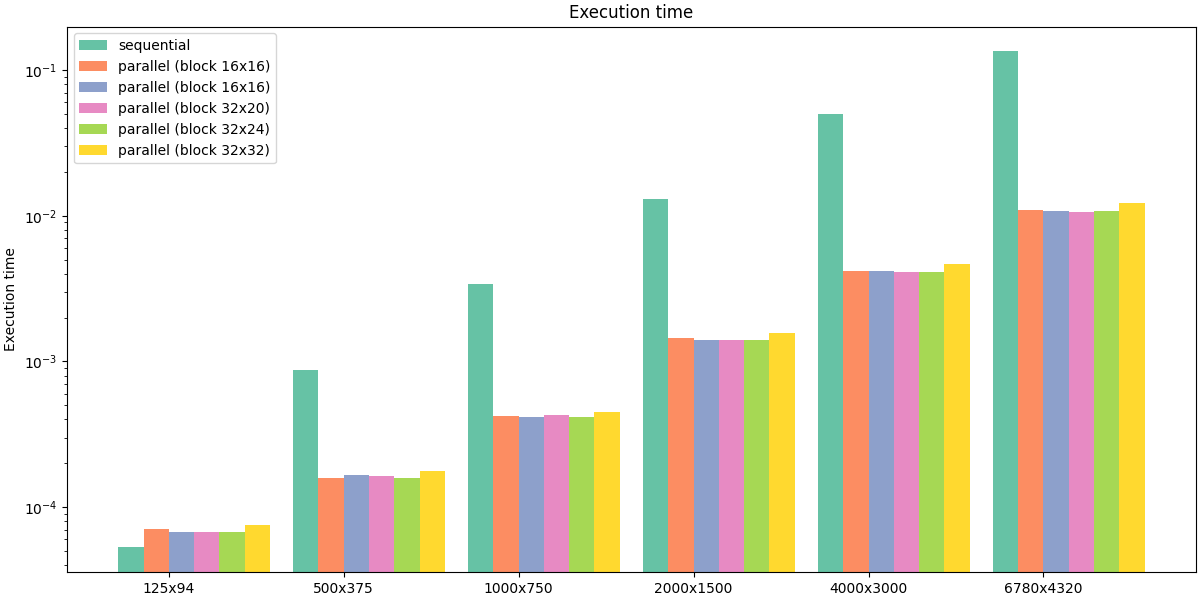 Execution time
sequential
parallel (block 16x16)
parallel (block 16x16)
parallel (block 32x20)
parallel (block 32x24)
parallel (block 32x32)
Execution time
10⁻¹
10⁻²
10⁻³
10⁻⁴
125x94 500x375 1000x750 2000x1500 4000x3000 6780x4320